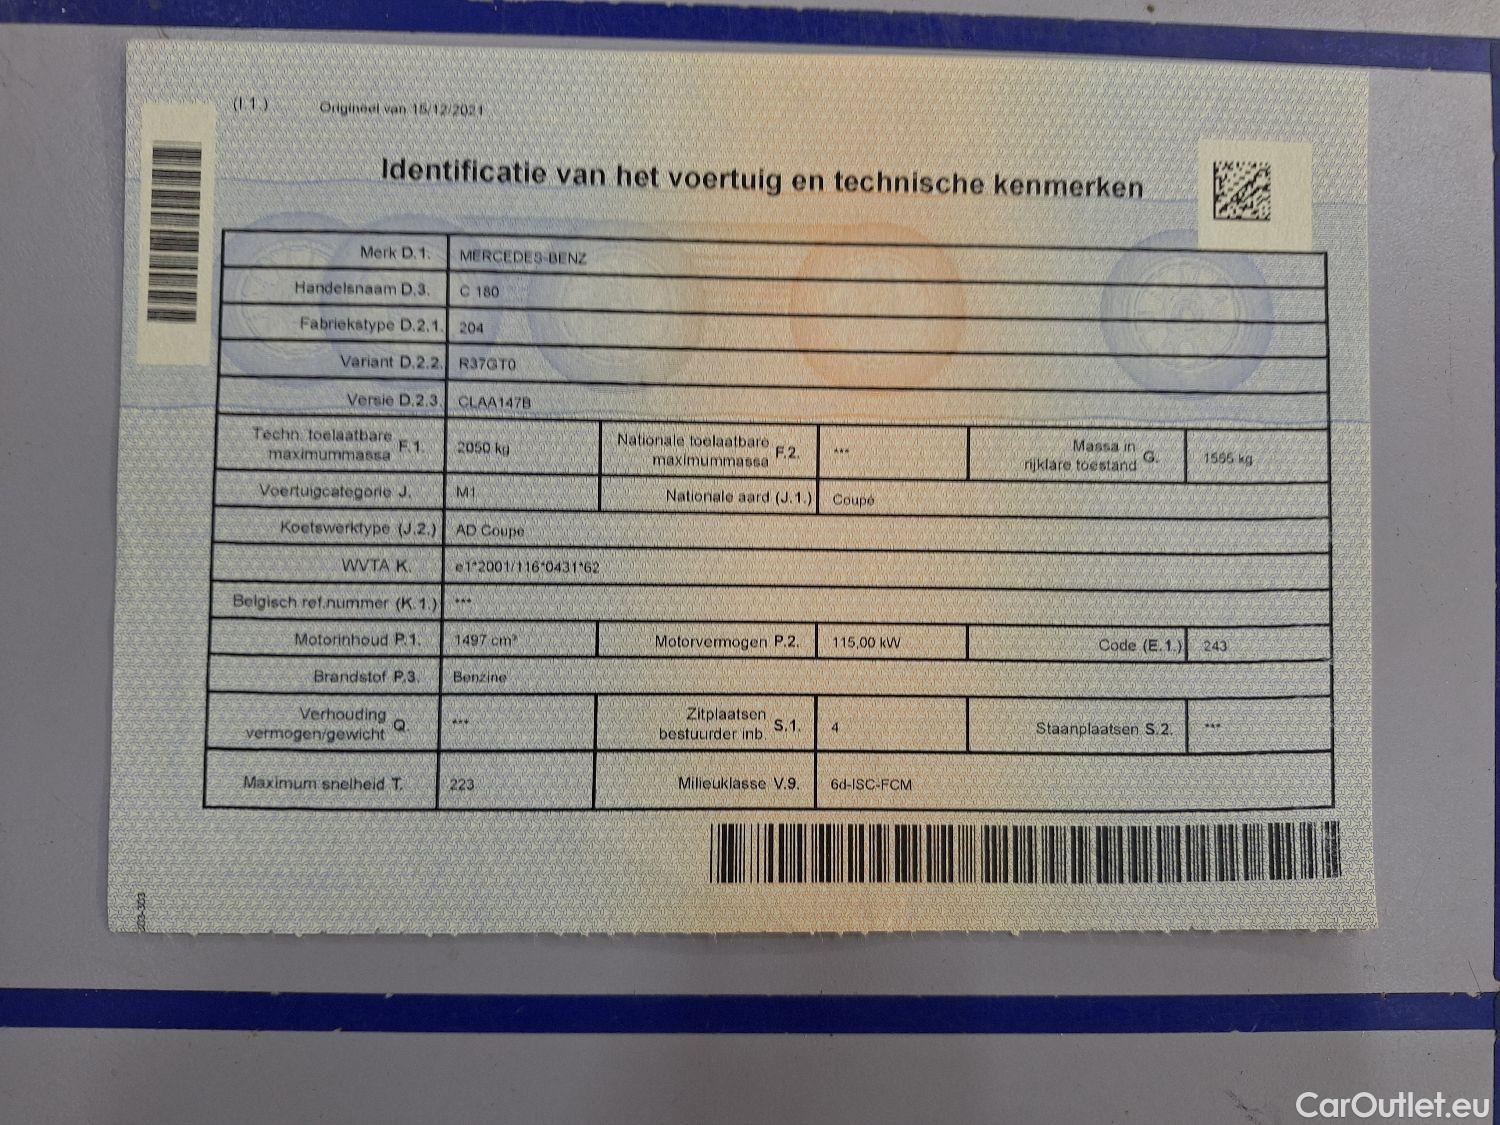 (I.1.) Origineel van 15/12/2021
Identificatie van het voertuig en technische kenmerken
Merk D.1. MERCEDES-BENZ
Handelsnaam D.3. C 180
Fabriekstype D.2.1. 204
Variant D.2.2. R37GT0
Versie D.2.3 CLAA147B
Techn. toelaatbare maximummassa F.1. 2050 kg Nationale toelaatbare maximummassa F.2. *** Massa in rijklare toestand G. 1565 kg
Voertuigcategorie J. M1 Nationale aard (J.1.) Coupé
Koetswerktype (J.2.) AD Coupe
WVTA K. e1*2001/116*0431*62
Belgisch ref.nummer (K.1.) ***
Motorinhoud P.1. 1497 cm³ Motorvermogen P.2. 115,00 kW Code (E.1.) 243
Brandstof P.3. Benzine
Verhouding vermogen/gewicht Q. *** Zitplaatsen bestuurder inb. S.1. 4 Staanplaatsen S.2. ***
Maximum snelheid T. 223 Milieuklasse V.9. 6d-ISC-FCM
203-303
CarOutlet.eu